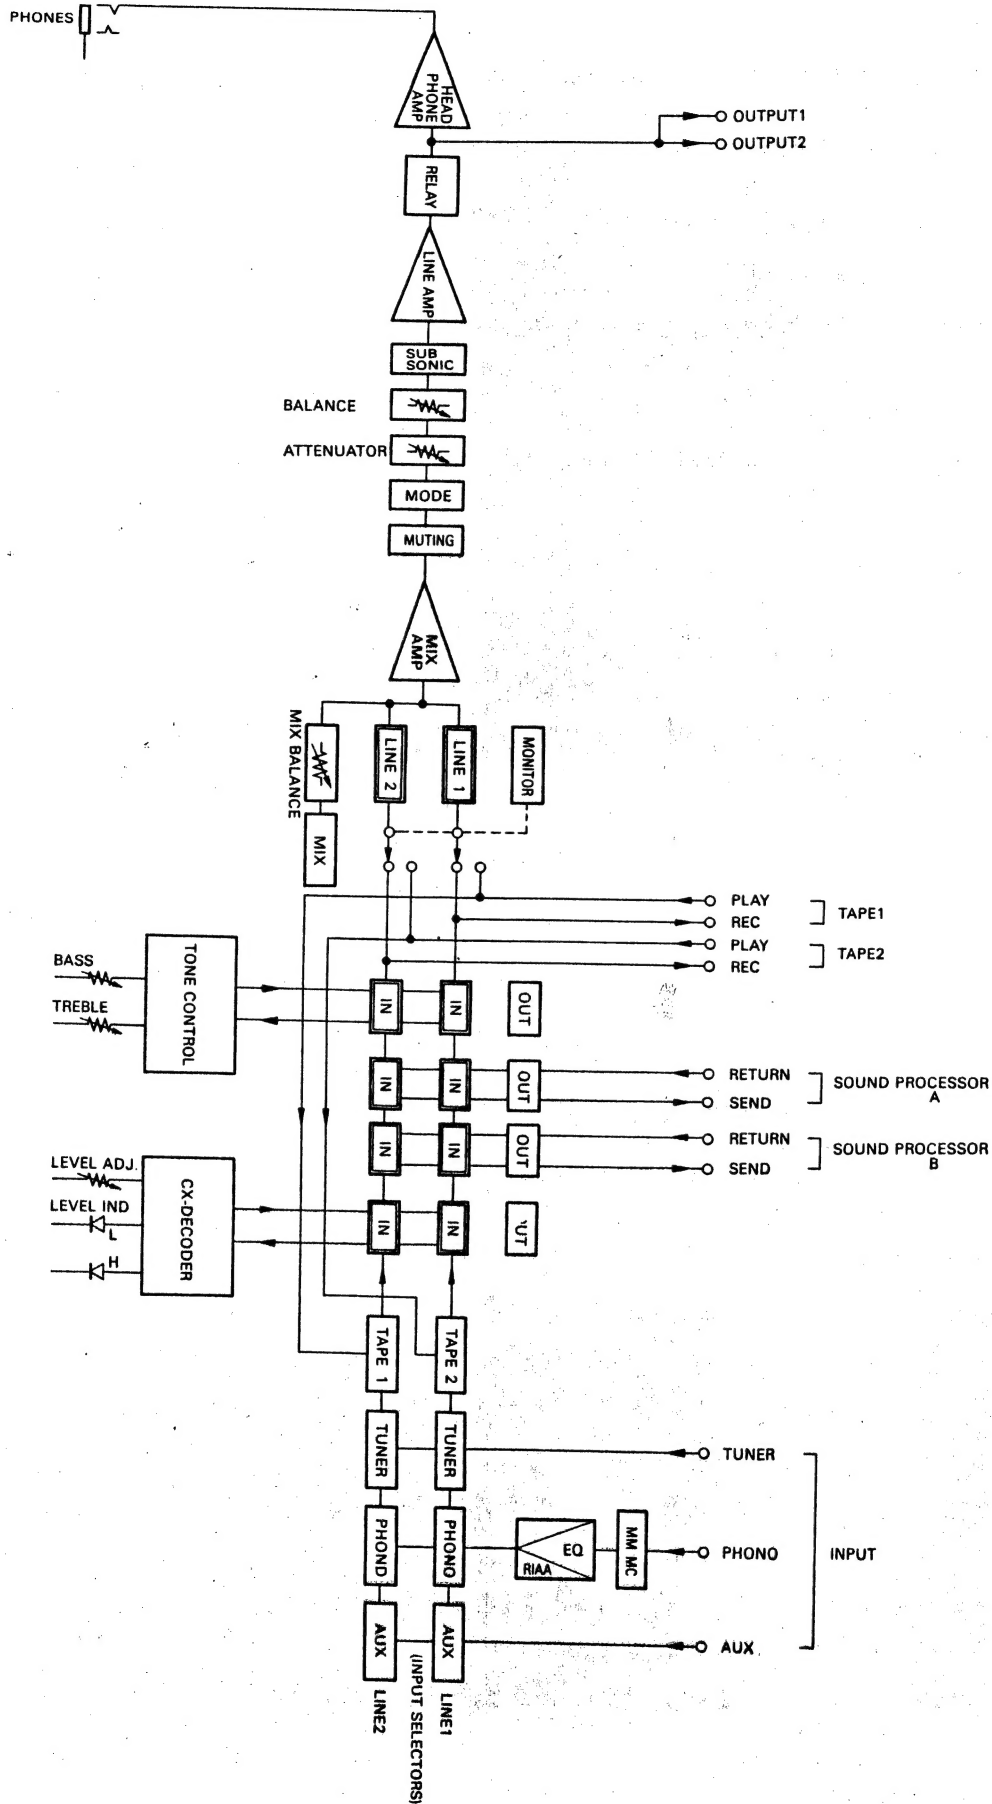 PHONES
HEAD
PHONE
AMP
OUTPUT1
OUTPUT2
RELAY
LINE AMP
SUB
SONIC
BALANCE
ATTENUATOR
MODE
MUTING
MIX
AMP
MIX BALANCE
LINE 2
LINE 1
MONITOR
MIX
PLAY
REC
TAPE1
PLAY
REC
TAPE2
BASS
TREBLE
TONE CONTROL
IN
IN
OUT
IN
IN
OUT
RETURN
SEND
SOUND PROCESSOR
A
IN
IN
OUT
RETURN
SEND
SOUND PROCESSOR
B
LEVEL ADJ.
LEVEL IND
L
H
CX-DECODER
IN
IN
'UT
TAPE 1
TAPE 2
TUNER
TUNER
TUNER
PHOND
PHONO
RIAA
EQ
MM MC
PHONO
INPUT
AUX
AUX
AUX
LINE2
(INPUT SELECTORS)
LINE1